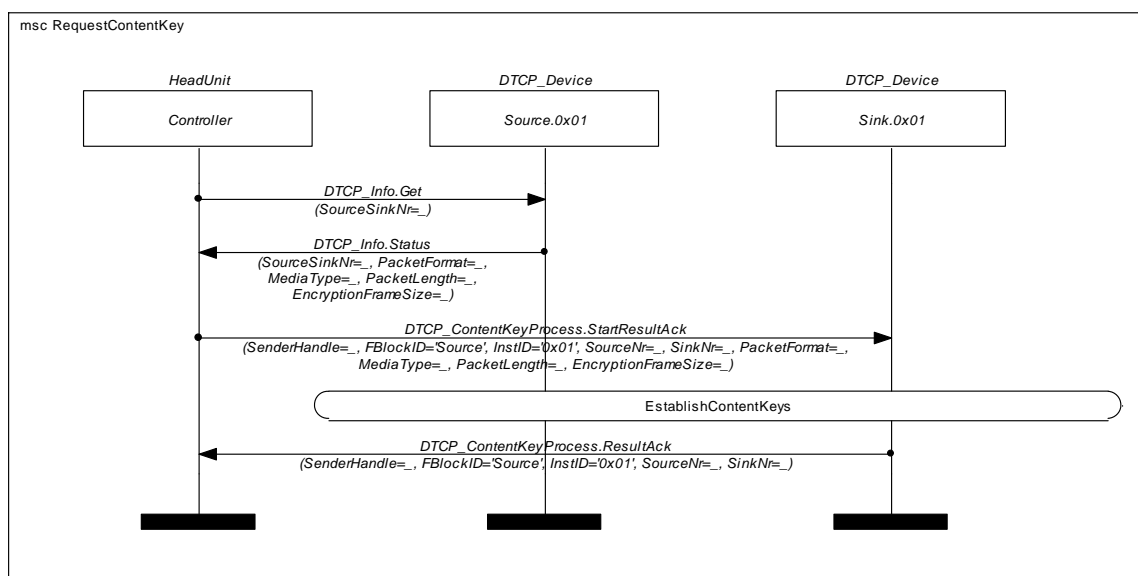 msc RequestContentKey
HeadUnit
DTCP_Device
DTCP_Device
Controller
Source.0x01
Sink.0x01
DTCP_Info.Get
(SourceSinkNr=_)
DTCP_Info.Status
(SourceSinkNr=_, PacketFormat=_,
MediaType=_, PacketLength=_,
EncryptionFrameSize=_)
DTCP_ContentKeyProcess.StartResultAck
(SenderHandle=_, FBlockID='Source', InstID='0x01', SourceNr=_, SinkNr=_, PacketFormat=_,
MediaType=_, PacketLength=_, EncryptionFrameSize=_)
EstablishContentKeys
DTCP_ContentKeyProcess.ResultAck
(SenderHandle=_, FBlockID='Source', InstID='0x01', SourceNr=_, SinkNr=_)